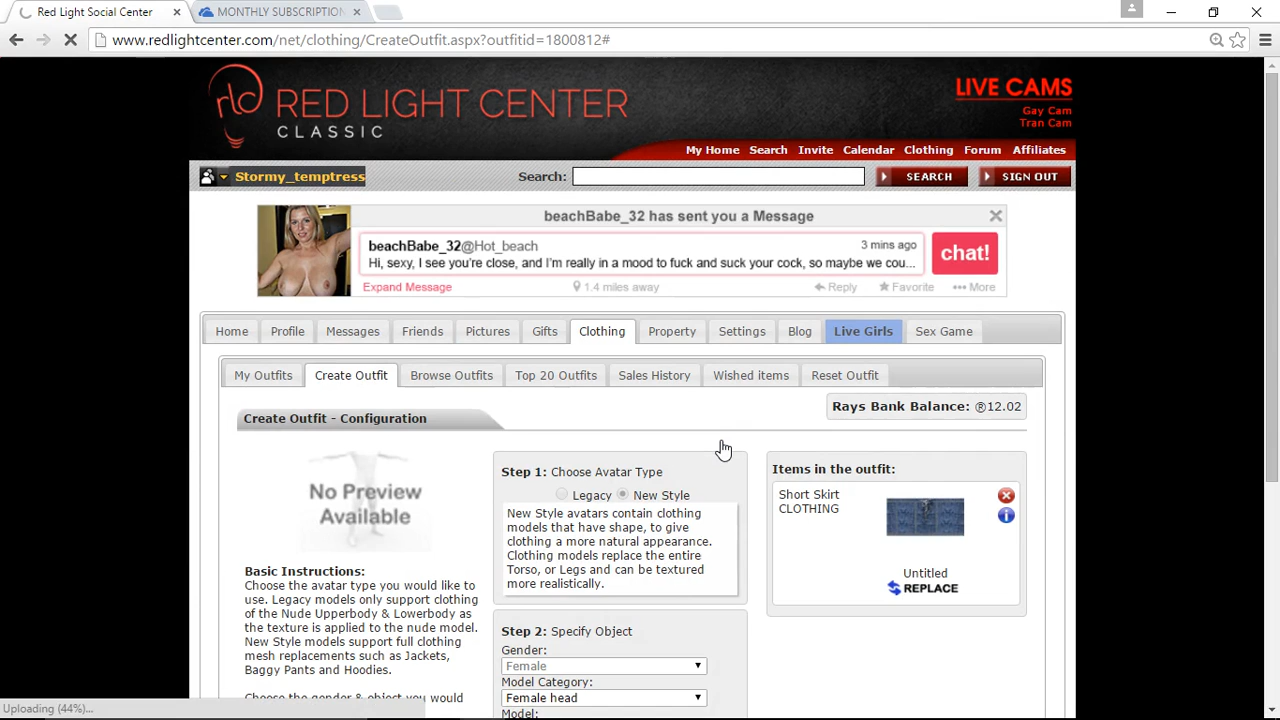 Red Light Social Center
MONTHLY SUBSCRIPTION
www.redlightcenter.com/net/clothing/CreateOutfit.aspx?outfitid=1800812#
rlc RED LIGHT CENTER
CLASSIC
LIVE CAMS
Gay Cam
Tran Cam
My Home Search Invite Calendar Clothing Forum Affiliates
Stormy_temptress Search: SEARCH SIGN OUT
beachBabe_32 has sent you a Message
beachBabe_32@Hot_beach 3 mins ago
Hi, sexy, I see you're close, and I'm really in a mood to fuck and suck your cock, so maybe we cou...
chat!
Expand Message 1.4 miles away Reply Favorite ••• More
Home Profile Messages Friends Pictures Gifts Clothing Property Settings Blog Live Girls Sex Game
My Outfits Create Outfit Browse Outfits Top 20 Outfits Sales History Wished items Reset Outfit
Rays Bank Balance: ®12.02
Create Outfit - Configuration
No Preview
Available
Basic Instructions:
Choose the avatar type you would like to
use. Legacy models only support clothing
of the Nude Upperbody & Lowerbody as
the texture is applied to the nude model.
New Style models support full clothing
mesh replacements such as Jackets,
Baggy Pants and Hoodies.
Choose the gender & object you would
Step 1: Choose Avatar Type
Legacy New Style
New Style avatars contain clothing
models that have shape, to give
clothing a more natural appearance.
Clothing models replace the entire
Torso, or Legs and can be textured
more realistically.
Step 2: Specify Object
Gender:
Female
Model Category:
Female head
Model:
Items in the outfit:
Short Skirt
CLOTHING
Untitled
REPLACE
Uploading (44%)...